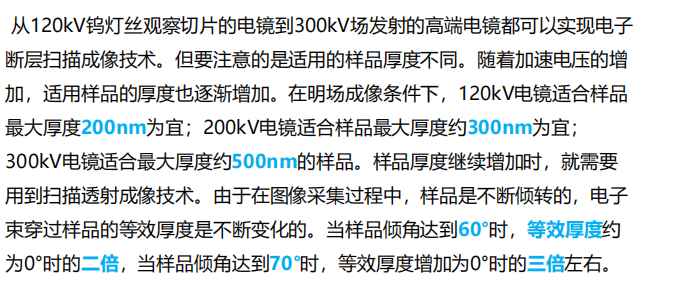 从120kV钨灯丝观察切片的电镜到300kV场发射的高端电镜都可以实现电子
断层扫描成像技术。但要注意的是适用的样品厚度不同。随着加速电压的增
加，适用样品的厚度也逐渐增加。在明场成像条件下，120kV电镜适合样品
最大厚度200nm为宜；200kV电镜适合样品最大厚度约300nm为宜；
300kV电镜适合最大厚度约500nm的样品。样品厚度继续增加时，就需要
用到扫描透射成像技术。由于在图像采集过程中，样品是不断倾转的，电子
束穿过样品的等效厚度是不断变化的。当样品倾角达到60°时，等效厚度约
为0°时的二倍，当样品倾角达到70°时，等效厚度增加为0°时的三倍左右。